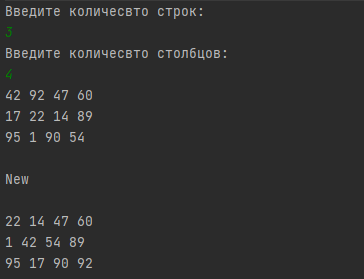 Введите количесвто строк:
3
Введите количесвто столбцов:
4
42 92 47 60
17 22 14 89
95 1 90 54
New
22 14 47 60
1 42 54 89
95 17 90 92